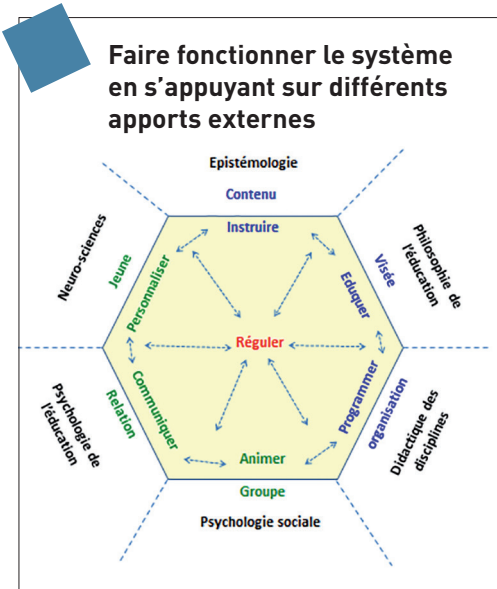 Faire fonctionner le système
en s'appuyant sur différents
apports externes
Epistémologie
Contenu
Instruire
Neuro-sciences
Jeune
Personnaliser
Philosophie de
l'éducation
Visée
Eduquer
Réguler
Psychologie de
l'éducation
Relation
Communiquer
Programmer
organisation
Didactique des
disciplines
Animer
Groupe
Psychologie sociale